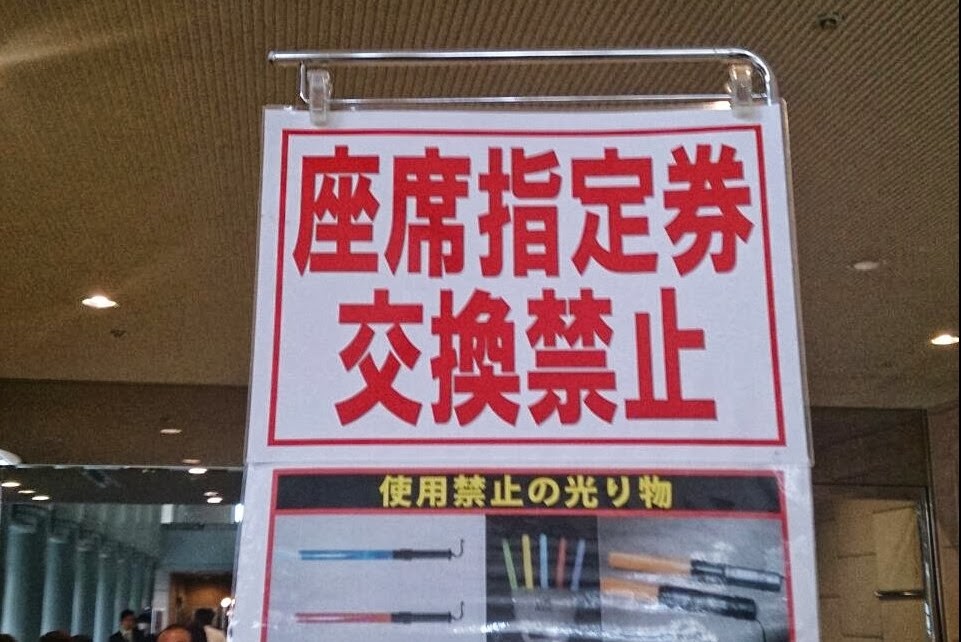 座席指定券
交換禁止
使用禁止の光り物